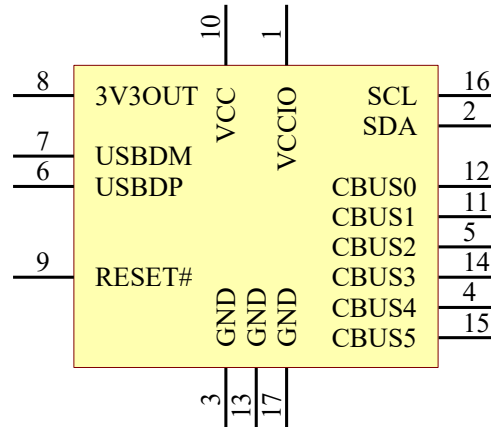 10 1
8 3V3OUT VCC VCCIO SCL 16
SDA 2
7 USBDM
6 USBDP CBUS0 12
CBUS1 11
CBUS2 5
9 RESET# CBUS3 14
GND GND GND CBUS4 4
CBUS5 15
3 13 17